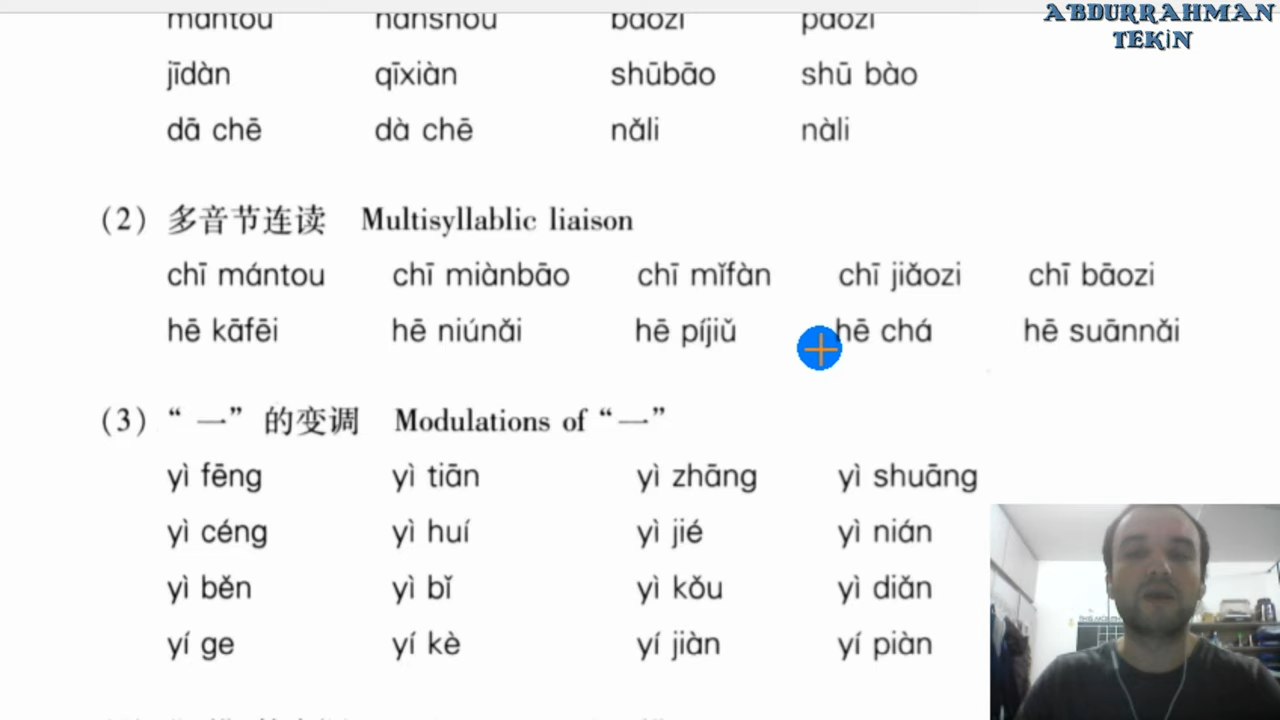 ABDURRAHMAN
TEKİN
mántou nánshòu bāozi pāozi
jīdàn qīxiàn shūbāo shū bào
dā chē dà chē nǎli nàli
(2) 多音节连读 Multisyllablic liaison
chī mántou chī miànbāo chī mǐfàn chī jiǎozi chī bāozi
hē kāfēi hē niúnǎi hē píjiǔ hē chá hē suānnǎi
(3) “一”的变调 Modulations of “一”
yì fēng yì tiān yì zhāng yì shuāng
yì céng yì huí yì jié yì nián
yì běn yì bǐ yì kǒu yì diǎn
yí ge yí kè yí jiàn yí piàn